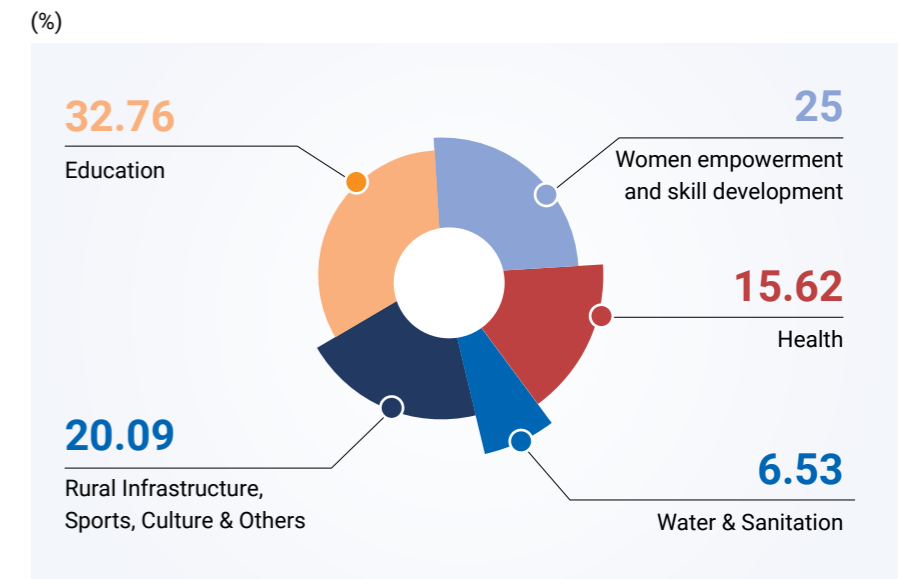 (%)
32.76
Education
25
Women empowerment
and skill development
15.62
Health
20.09
Rural Infrastructure,
Sports, Culture & Others
6.53
Water & Sanitation